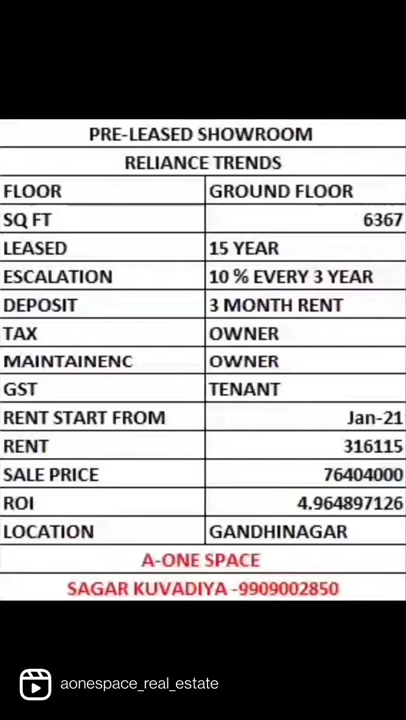 PRE-LEASED SHOWROOM
RELIANCE TRENDS
FLOOR GROUND FLOOR
SQ FT 6367
LEASED 15 YEAR
ESCALATION 10 % EVERY 3 YEAR
DEPOSIT 3 MONTH RENT
TAX OWNER
MAINTAINENC OWNER
GST TENANT
RENT START FROM Jan-21
RENT 316115
SALE PRICE 76404000
ROI 4.964897126
LOCATION GANDHINAGAR
A-ONE SPACE
SAGAR KUVADIYA -9909002850
aonespace_real_estate